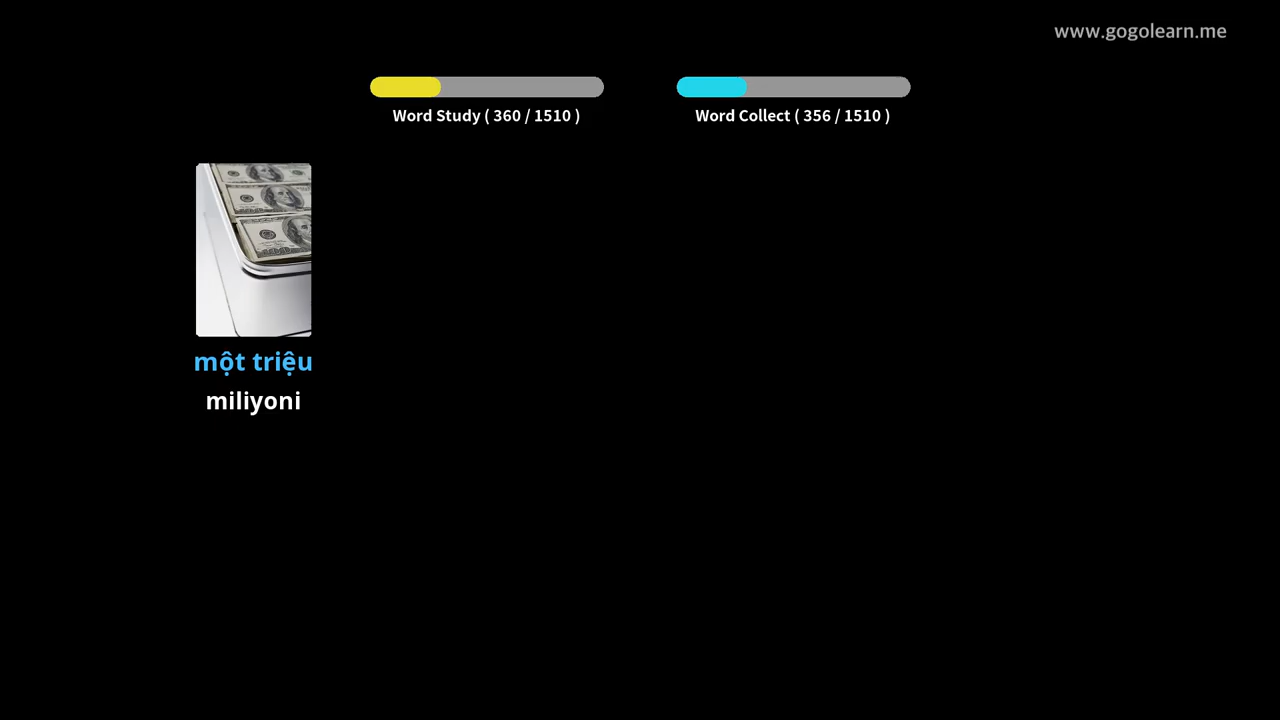 www.gogolearn.me
Word Study ( 360 / 1510 )
Word Collect ( 356 / 1510 )
một triệu
miliyoni